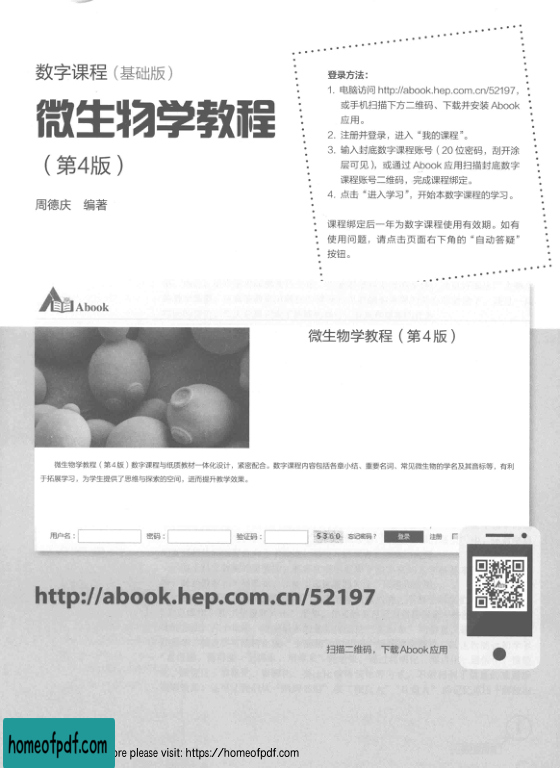 数字课程（基础版）
微生物学教程
（第4版）
周德庆 编著
登录方法：
1. 电脑访问 http://abook.hep.com.cn/52197，
或手机扫描下方二维码、下载并安装 Abook
应用。
2. 注册并登录，进入“我的课程”。
3. 输入封底数字课程账号（20 位密码，刮开涂
层可见），或通过 Abook 应用扫描封底数字
课程账号二维码，完成课程绑定。
4. 点击“进入学习”，开始本数字课程的学习。
课程绑定后一年为数字课程使用有效期。如有
使用问题，请点击页面右下角的“自动答疑”
按钮。
Abook
微生物学教程（第4版）
微生物学教程（第4版）数字课程与纸质教材一体化设计，紧密配合。数字课程内容包括各章小结、重要名词、常见微生物的学名及其音标等，有利
于拓展学习，为学生提供了思维与探索的空间，进而提升教学效果。
用户名： 密码： 验证码： 5360 忘记密码？ 登录 注册
http://abook.hep.com.cn/52197
扫描二维码，下载Abook应用
homeofpdf.com
ore please visit: https://homeofpdf.com